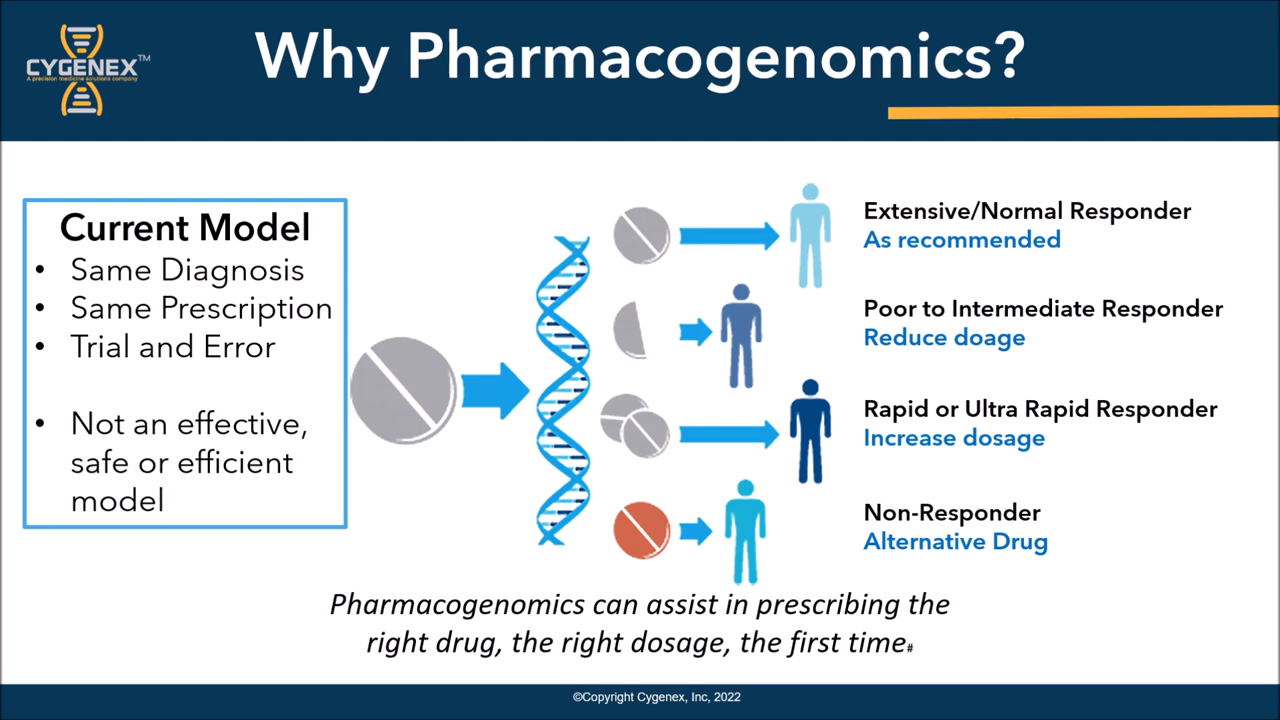 CYGENEX™
A precision medicine solutions company
Why Pharmacogenomics?
Current Model
• Same Diagnosis
• Same Prescription
• Trial and Error
• Not an effective,
safe or efficient
model
Extensive/Normal Responder
As recommended
Poor to Intermediate Responder
Reduce doage
Rapid or Ultra Rapid Responder
Increase dosage
Non-Responder
Alternative Drug
Pharmacogenomics can assist in prescribing the
right drug, the right dosage, the first time#
©Copyright Cygenex, Inc, 2022